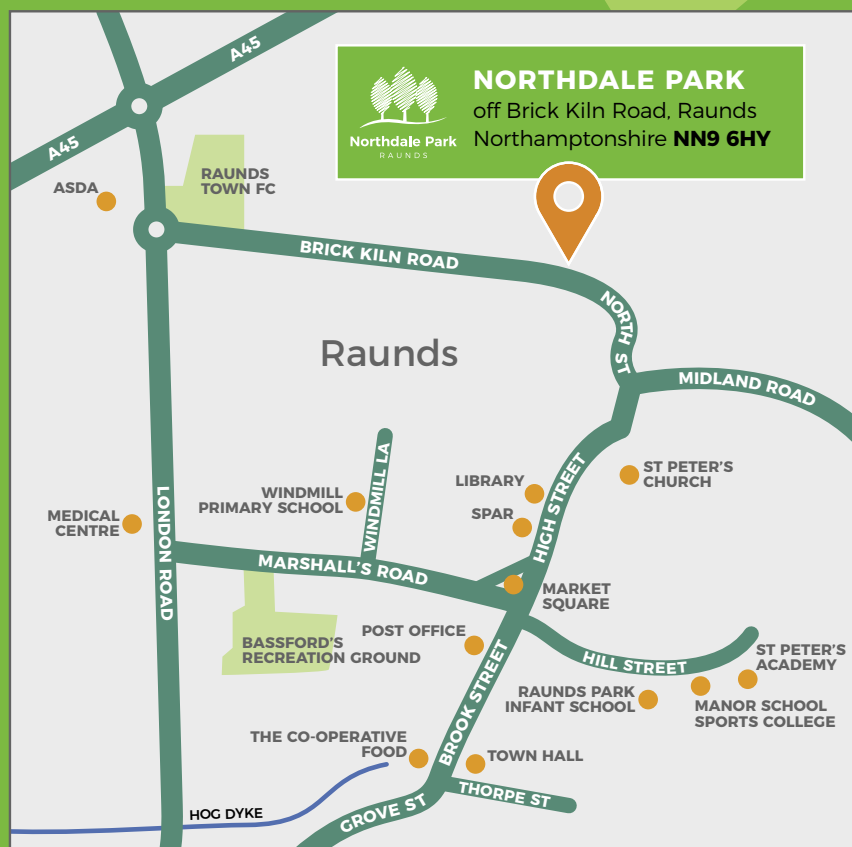 A45
A45
NORTHDALE PARK
off Brick Kiln Road, Raunds
Northamptonshire NN9 6HY
Northdale Park
RAUNDS
ASDA
RAUNDS
TOWN FC
BRICK KILN ROAD
NORTH ST
Raunds
MIDLAND ROAD
LIBRARY
ST PETER'S
CHURCH
WINDMILL
PRIMARY SCHOOL
WINDMILL LA
SPAR
HIGH STREET
MEDICAL
CENTRE
LONDON ROAD
MARSHALL'S ROAD
MARKET
SQUARE
BASSFORD'S
RECREATION GROUND
POST OFFICE
HILL STREET
ST PETER'S
ACADEMY
RAUNDS PARK
INFANT SCHOOL
MANOR SCHOOL
SPORTS COLLEGE
BROOK STREET
THE CO-OPERATIVE
FOOD
TOWN HALL
THORPE ST
GROVE ST
HOG DYKE